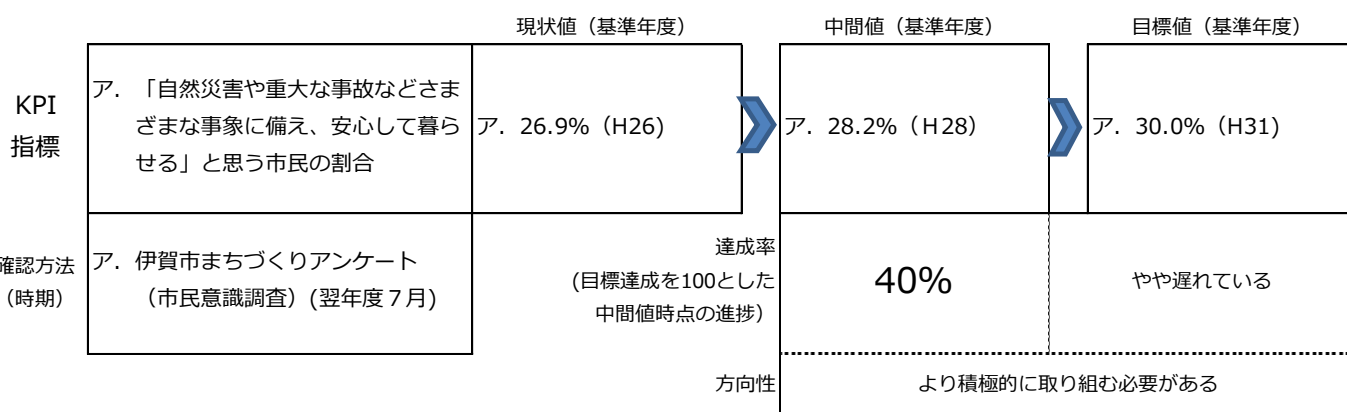 現状値（基準年度）
中間値（基準年度）
目標値（基準年度）
KPI
指標
ア．「自然災害や重大な事故などさま
ざまな事象に備え、安心して暮ら
せる」と思う市民の割合
ア．26.9%（H26)
ア．28.2%（Ｈ28）
ア．30.0%（H31)
確認方法
（時期）
ア．伊賀市まちづくりアンケート
（市民意識調査）(翌年度７月)
達成率
(目標達成を100とした
中間値時点の進捗）
40%
やや遅れている
方向性
より積極的に取り組む必要がある